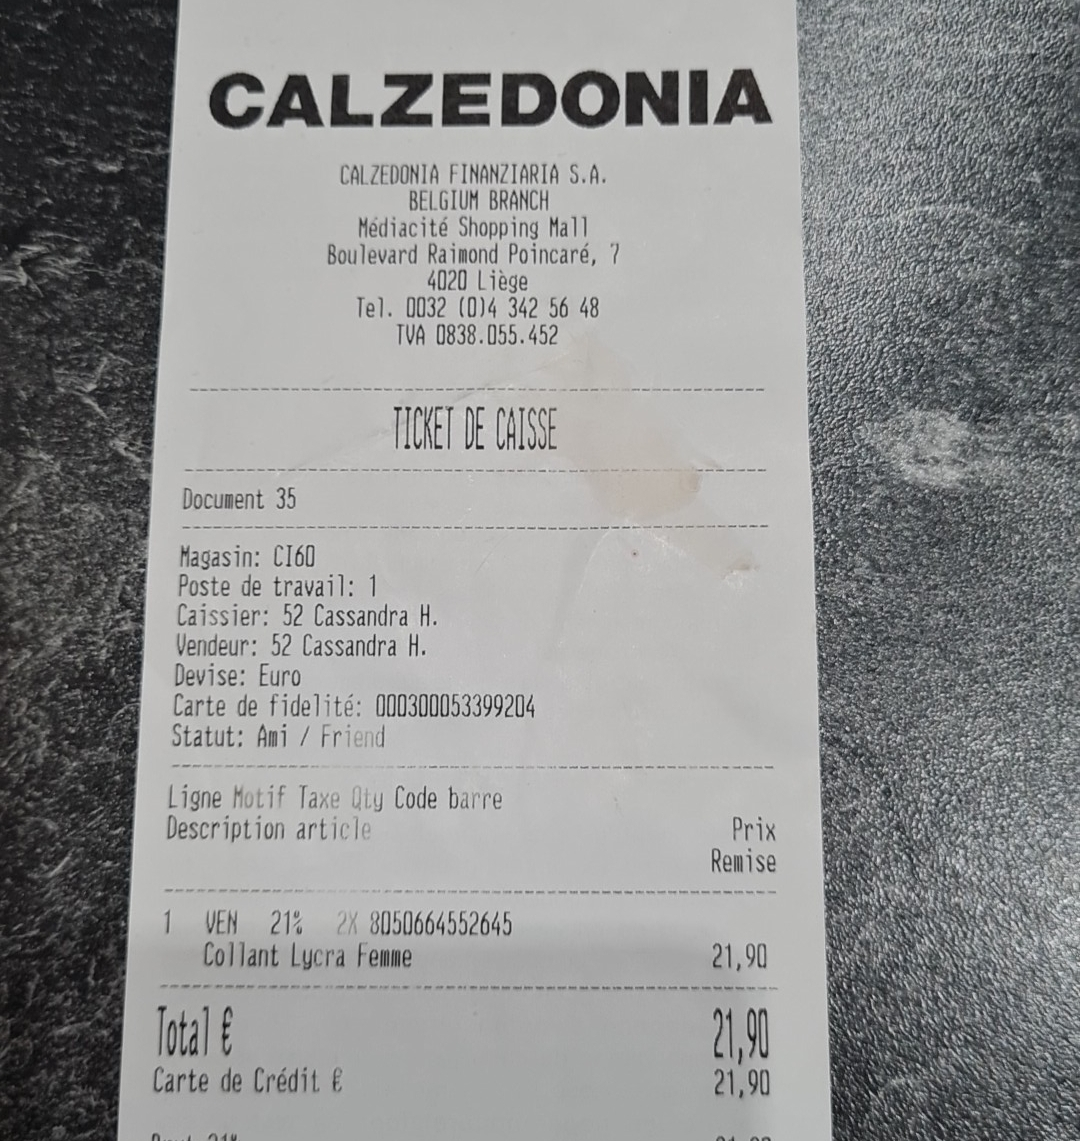 CALZEDONIA
CALZEDONIA FINANZIARIA S.A.
BELGIUM BRANCH
Médiacité Shopping Mall
Boulevard Raimond Poincaré, 7
4020 Liège
Tel. 0032 (0)4 342 56 48
TVA 0838.055.452
TICKET DE CAISSE
Document 35
Magasin: CI60
Poste de travail: 1
Caissier: 52 Cassandra H.
Vendeur: 52 Cassandra H.
Devise: Euro
Carte de fidelité: 000300053399204
Statut: Ami / Friend
Ligne Motif Taxe Qty Code barre
Description article Prix
Remise
1 VEN 21% 2X 8050664552645
Collant Lycra Femme 21,90
Total € 21,90
Carte de Crédit € 21,90